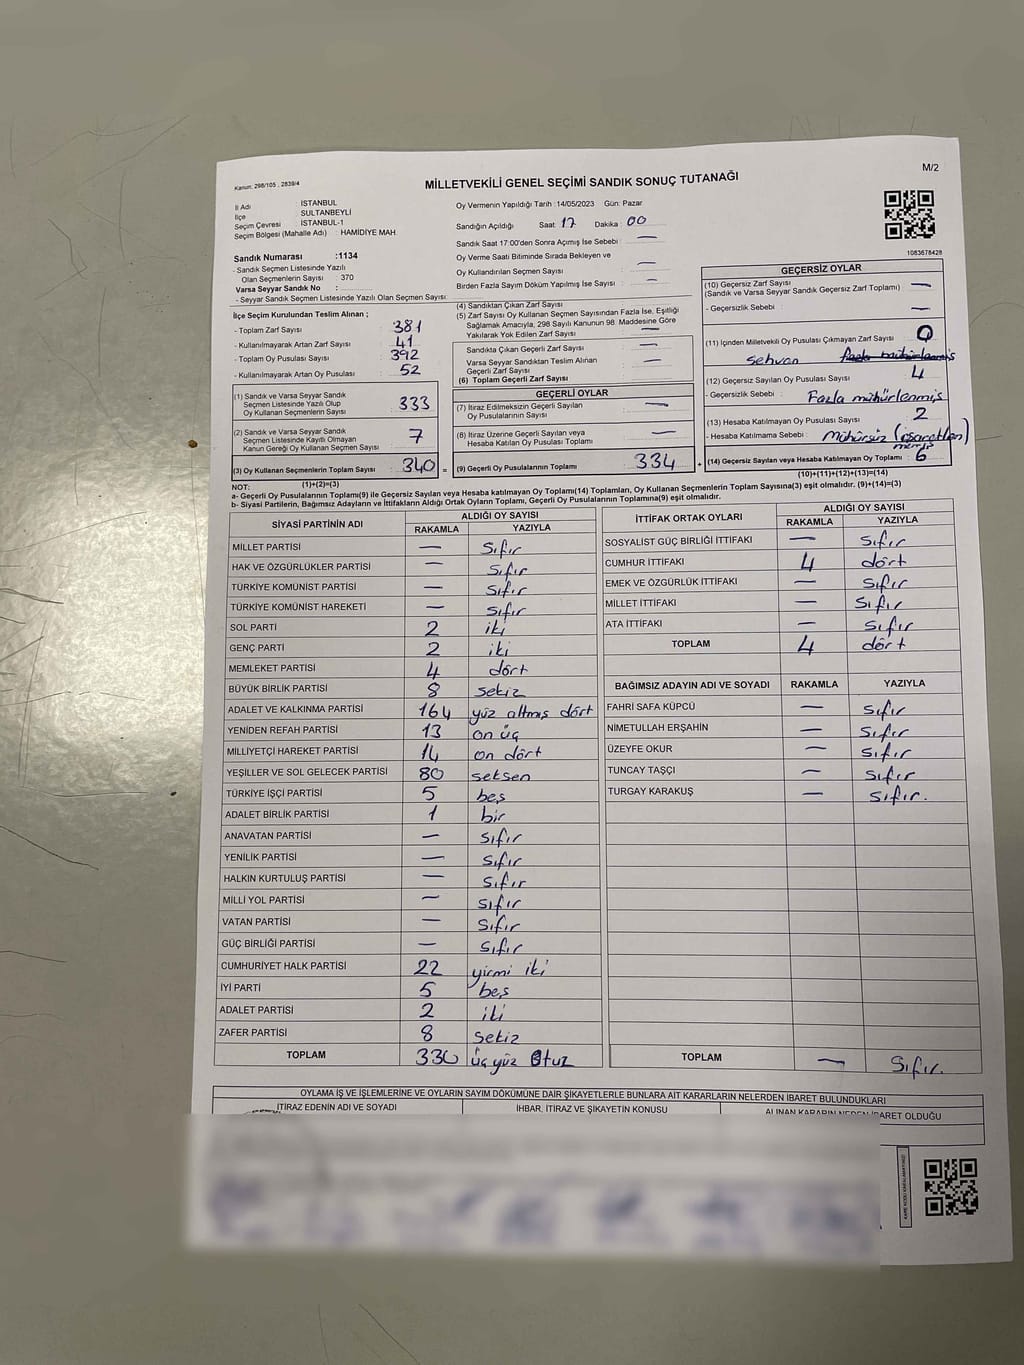 M/2
Kanun: 298/105 , 2839/4
MİLLETVEKİLİ GENEL SEÇİMİ SANDIK SONUÇ TUTANAĞI
İl Adı : İSTANBUL
İlçe : SULTANBEYLİ
Seçim Çevresi : İSTANBUL-1
Seçim Bölgesi (Mahalle Adı) : HAMİDİYE MAH.
Sandık Numarası :1134
- Sandık Seçmen Listesinde Yazılı
Olan Seçmenlerin Sayısı : 370
Varsa Seyyar Sandık No :
- Seyyar Sandık Seçmen Listesinde Yazılı Olan Seçmen Sayısı
İlçe Seçim Kurulundan Teslim Alınan ;
- Toplam Zarf Sayısı : 381
- Kullanılmayarak Artan Zarf Sayısı : 41
- Toplam Oy Pusulası Sayısı : 392
- Kullanılmayarak Artan Oy Pusulası : 52
(1) Sandık ve Varsa Seyyar Sandık
Seçmen Listesinde Yazılı Olup
Oy Kullanan Seçmenlerin Sayısı : 333
(2) Sandık ve Varsa Seyyar Sandık
Seçmen Listesinde Kayıtlı Olmayan
Kanun Gereği Oy Kullanan Seçmen Sayısı : 7
(3) Oy Kullanan Seçmenlerin Toplam Sayısı : 340 =
(1)+(2)=(3)
Oy Vermenin Yapıldığı Tarih : 14/05/2023 Gün: Pazar
Sandığın Açıldığı Saat : 17 Dakika : 00
Sandık Saat 17:00'den Sonra Açımış İse Sebebi : —
Oy Verme Saati Bitiminde Sırada Bekleyen ve
Oy Kullandırılan Seçmen Sayısı : —
Birden Fazla Sayım Döküm Yapılmış İse Sayısı : —
(4) Sandıktan Çıkan Zarf Sayısı
(5) Zarf Sayısı Oy Kullanan Seçmen Sayısından Fazla İse, Eşitliği
Sağlamak Amacıyla, 298 Sayılı Kanunun 98. Maddesine Göre
Yakılarak Yok Edilen Zarf Sayısı : —
Sandıkta Çıkan Geçerli Zarf Sayısı : —
Varsa Seyyar Sandıktan Teslim Alınan
Geçerli Zarf Sayısı : —
(6) Toplam Geçerli Zarf Sayısı :
GEÇERLİ OYLAR
(7) İtiraz Edilmeksizin Geçerli Sayılan
Oy Pusulalarının Sayısı : —
(8) İtiraz Üzerine Geçerli Sayılan veya
Hesaba Katılan Oy Pusulası Toplamı : —
(9) Geçerli Oy Pusulalarının Toplamı : 334 +
1083678428
GEÇERSİZ OYLAR
(10) Geçersiz Zarf Sayısı
(Sandık ve Varsa Seyyar Sandık Geçersiz Zarf Toplamı) : —
- Geçersizlik Sebebi : —
(11) İçinden Milletvekili Oy Pusulası Çıkmayan Zarf Sayısı : 0
sehven fazla mühürlenmiş
(12) Geçersiz Sayılan Oy Pusulası Sayısı : 4
- Geçersizlik Sebebi : Fazla mühürlenmiş
(13) Hesaba Katılmayan Oy Pusulası Sayısı : 2
- Hesaba Katılmama Sebebi : Mühürsüz (işaretlen)
memiş
(14) Geçersiz Sayılan veya Hesaba Katılmayan Oy Toplamı : 6
(10)+(11)+(12)+(13)=(14)
NOT:
a- Geçerli Oy Pusulalarının Toplamı(9) ile Geçersiz Sayılan veya Hesaba katılmayan Oy Toplamı(14) Toplamları, Oy Kullanan Seçmenlerin Toplam Sayısına(3) eşit olmalıdır. (9)+(14)=(3)
b- Siyasi Partilerin, Bağımsız Adayların ve İttifakların Aldığı Ortak Oyların Toplamı, Geçerli Oy Pusulalarının Toplamına(9) eşit olmalıdır.
SİYASİ PARTİNİN ADI ALDIĞI OY SAYISI
RAKAMLA YAZIYLA
MİLLET PARTİSİ — Sıfır
HAK VE ÖZGÜRLÜKLER PARTİSİ — sıfır
TÜRKİYE KOMÜNİST PARTİSİ — sıfır
TÜRKİYE KOMÜNİST HAREKETİ — sıfır
SOL PARTİ 2 iki
GENÇ PARTİ 2 iki
MEMLEKET PARTİSİ 4 dört
BÜYÜK BİRLİK PARTİSİ 8 sekiz
ADALET VE KALKINMA PARTİSİ 164 yüz altmış dört
YENİDEN REFAH PARTİSİ 13 on üç
MİLLİYETÇİ HAREKET PARTİSİ 14 on dört
YEŞİLLER VE SOL GELECEK PARTİSİ 80 seksen
TÜRKİYE İŞÇİ PARTİSİ 5 beş
ADALET BİRLİK PARTİSİ 1 bir
ANAVATAN PARTİSİ — sıfır
YENİLİK PARTİSİ — sıfır
HALKIN KURTULUŞ PARTİSİ — sıfır
MİLLİ YOL PARTİSİ — sıfır
VATAN PARTİSİ — sıfır
GÜÇ BİRLİĞİ PARTİSİ — sıfır
CUMHURİYET HALK PARTİSİ 22 yirmi iki
İYİ PARTİ 5 beş
ADALET PARTİSİ 2 iki
ZAFER PARTİSİ 8 sekiz
TOPLAM 330 üç yüz otuz
İTTİFAK ORTAK OYLARI ALDIĞI OY SAYISI
RAKAMLA YAZIYLA
SOSYALİST GÜÇ BİRLİĞİ İTTİFAKI — sıfır
CUMHUR İTTİFAKI 4 dört
EMEK VE ÖZGÜRLÜK İTTİFAKI — sıfır
MİLLET İTTİFAKI — sıfır
ATA İTTİFAKI — sıfır
TOPLAM 4 dört
BAĞIMSIZ ADAYIN ADI VE SOYADI RAKAMLA YAZIYLA
FAHRİ SAFA KÜPCÜ — sıfır
NİMETULLAH ERŞAHİN — sıfır
ÜZEYFE OKUR — sıfır
TUNCAY TAŞÇI — sıfır
TURGAY KARAKUŞ — sıfır.
TOPLAM — Sıfır.
OYLAMA İŞ VE İŞLEMLERİNE VE OYLARIN SAYIM DÖKÜMÜNE DAİR ŞİKAYETLERLE BUNLARA AİT KARARLARIN NELERDEN İBARET BULUNDUKLARI
İTİRAZ EDENİN ADI VE SOYADI İHBAR, İTİRAZ VE ŞİKAYETİN KONUSU ALINAN KARARIN NEDEN İBARET OLDUĞU